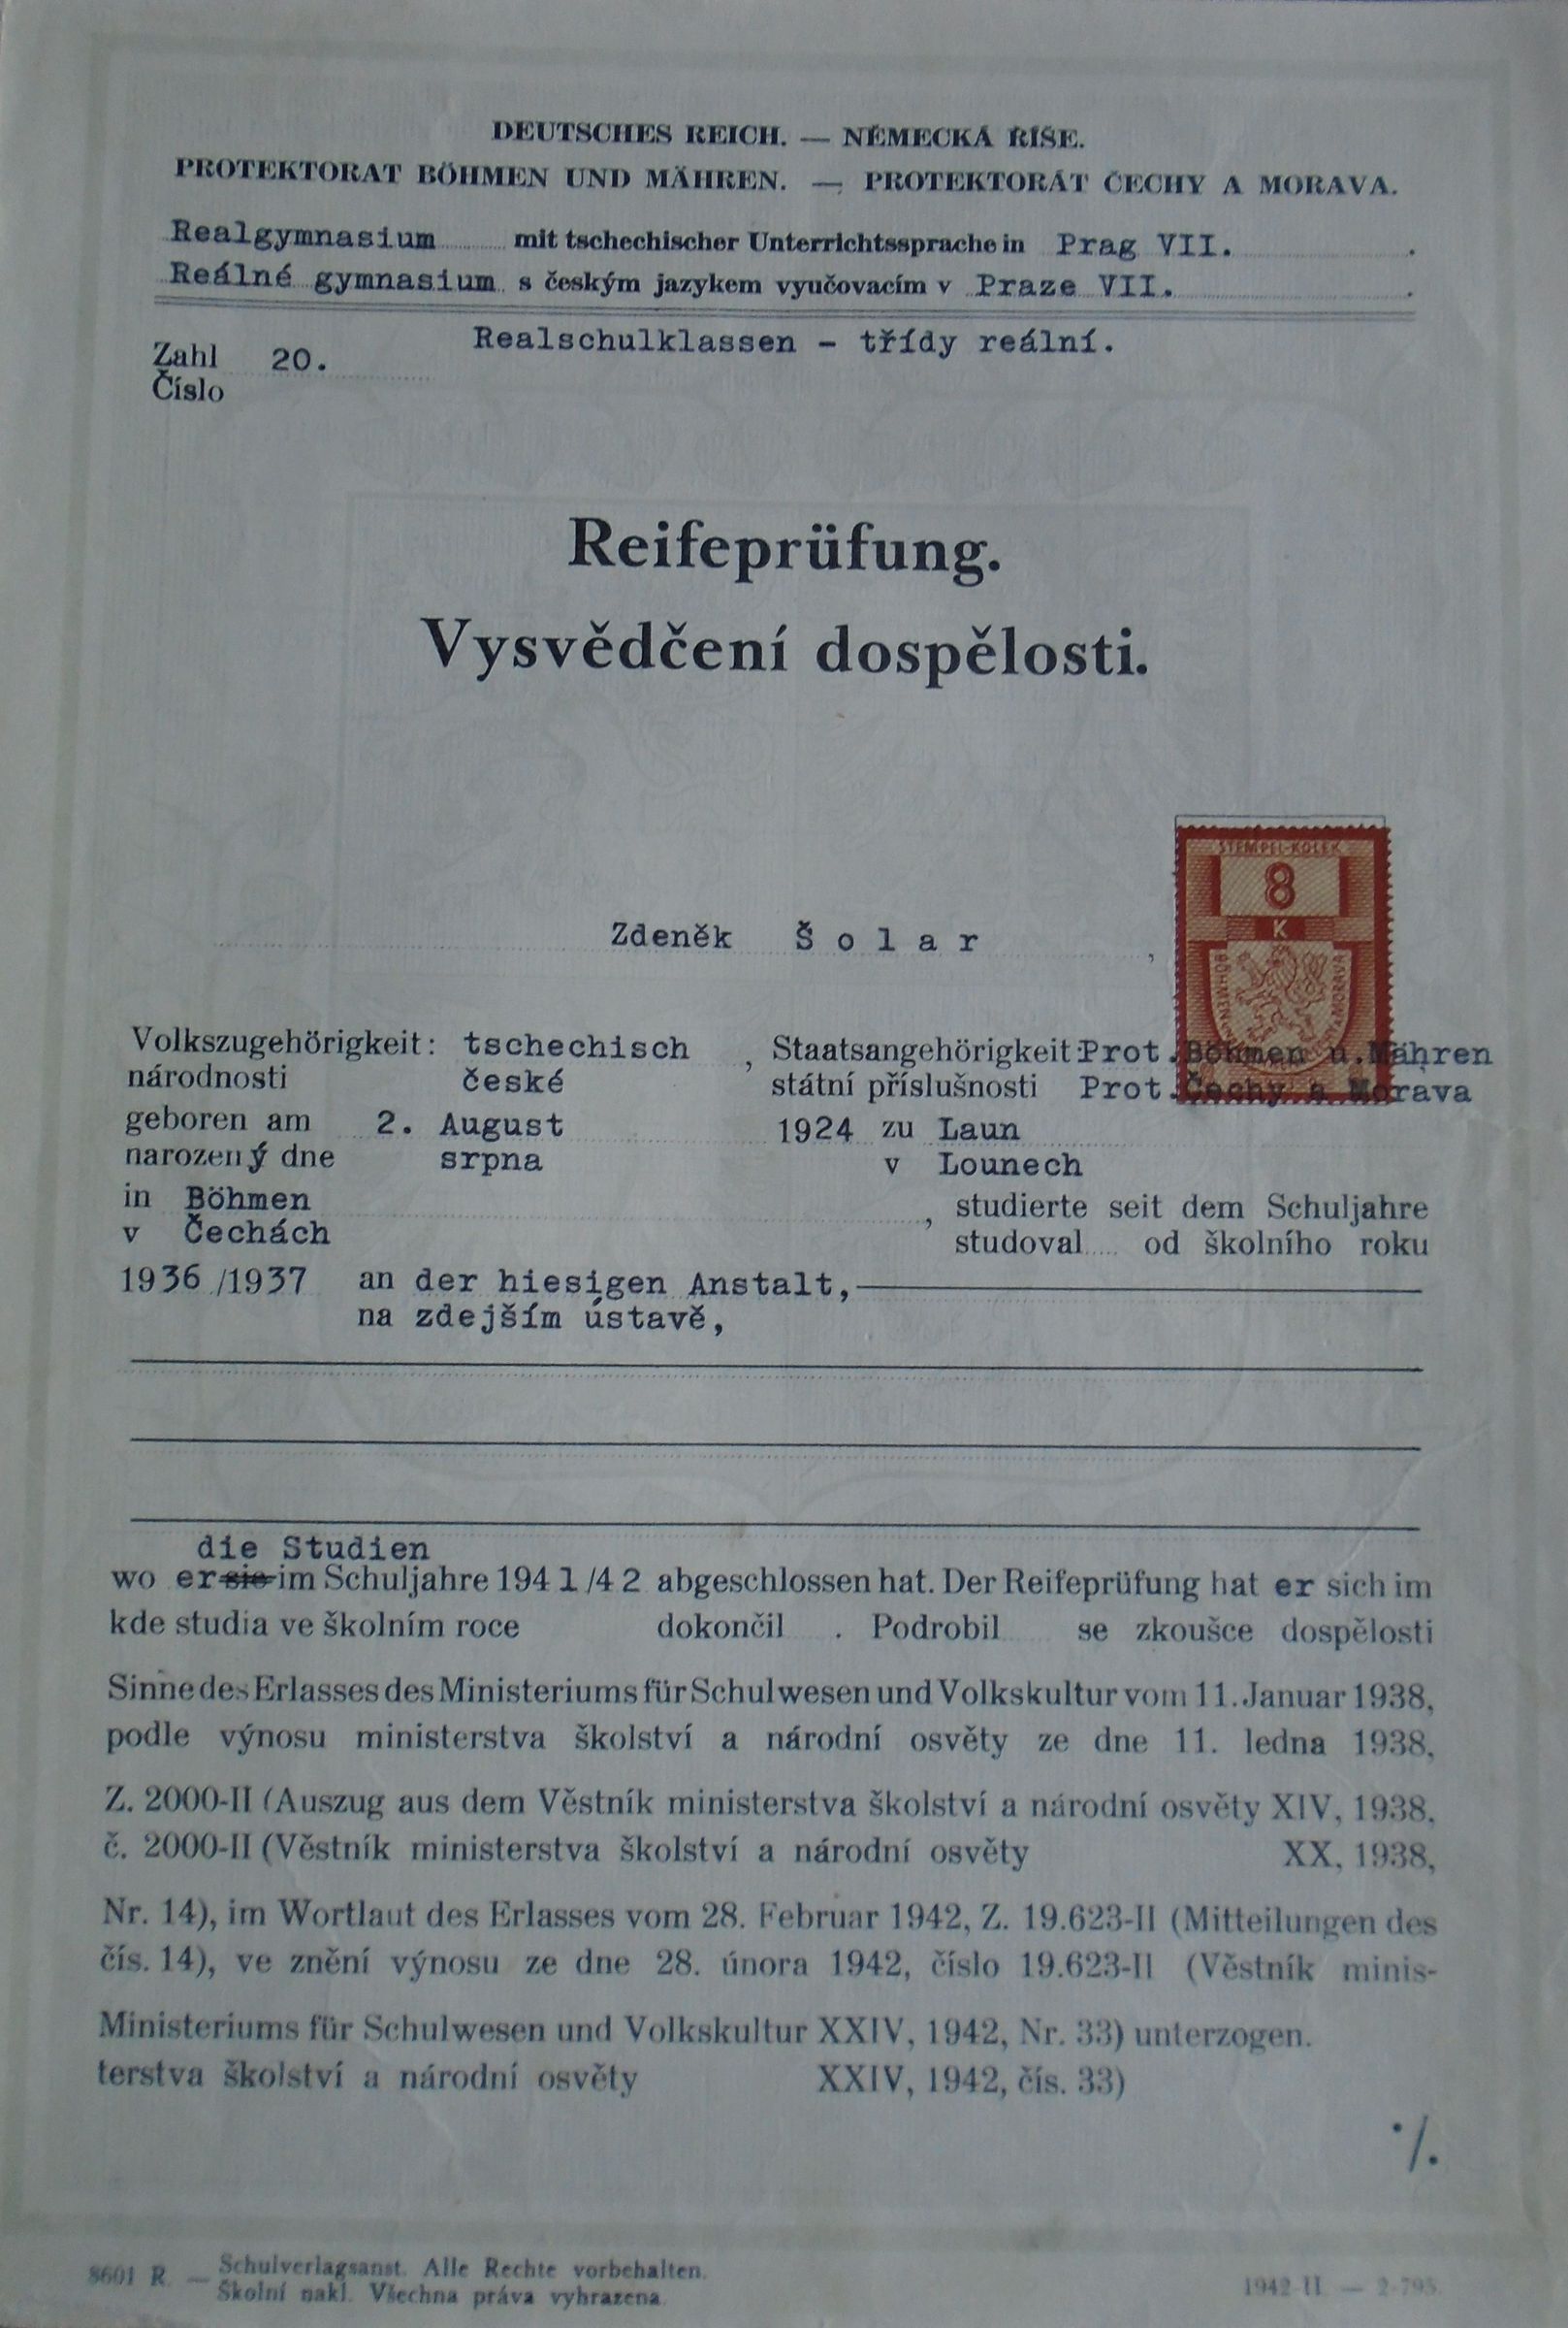 DEUTSCHES REICH. — NĚMECKÁ ŘÍŠE.
PROTEKTORAT BÖHMEN UND MÄHREN. — PROTEKTORÁT ČECHY A MORAVA.
Realgymnasium mit tschechischer Unterrichtssprache in Prag VII. .
Reálné gymnasium s českým jazykem vyučovacím v Praze VII. .
Realschulklassen - třídy reální.
Zahl 20.
Číslo
Reifeprüfung.
Vysvědčení dospělosti.
STEMPEL-KOLEK
8
K
Zdeněk Šolar ,
Volkszugehörigkeit: tschechisch , Staatsangehörigkeit: Prot.Böhmen u.Mähren
národnosti české státní příslušnosti Prot.Čechy a Morava
geboren am 2. August 1924 zu Laun
narozený dne srpna v Lounech
in Böhmen , studierte seit dem Schuljahre
v Čechách studoval od školního roku
1936/1937 an der hiesigen Anstalt,
na zdejším ústavě,
die Studien
wo er sie im Schuljahre 1941/42 abgeschlossen hat. Der Reifeprüfung hat er sich im
kde studia ve školním roce dokončil . Podrobil se zkoušce dospělosti
Sinne des Erlasses des Ministeriums für Schulwesen und Volkskultur vom 11. Januar 1938,
podle výnosu ministerstva školství a národní osvěty ze dne 11. ledna 1938,
Z. 2000-II (Auszug aus dem Věstník ministerstva školství a národní osvěty XIV, 1938,
č. 2000-II (Věstník ministerstva školství a národní osvěty XX, 1938,
Nr. 14), im Wortlaut des Erlasses vom 28. Februar 1942, Z. 19.623-II (Mitteilungen des
čís. 14), ve znění výnosu ze dne 28. února 1942, číslo 19.623-II (Věstník minis-
Ministeriums für Schulwesen und Volkskultur XXIV, 1942, Nr. 33) unterzogen.
terstva školství a národní osvěty XXIV, 1942, čís. 33)
·/.
8601 R — Schulverlagsanst. Alle Rechte vorbehalten.
Školní nakl. Všechna práva vyhrazena.
1942-II — 2-795